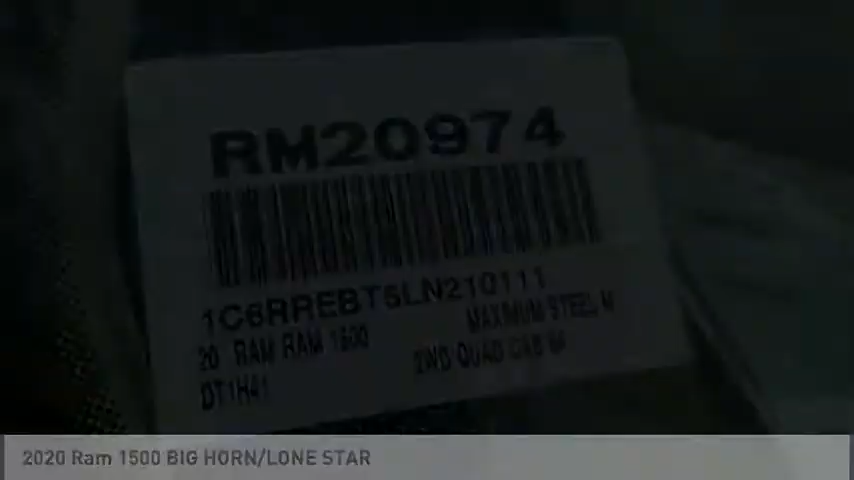 RM20974
1C6RREBT5LN210111
20 RAM RAM 1500 MAXIMUM STEEL M
DT1H41 2WD QUAD CAB 64
2020 Ram 1500 BIG HORN/LONE STAR